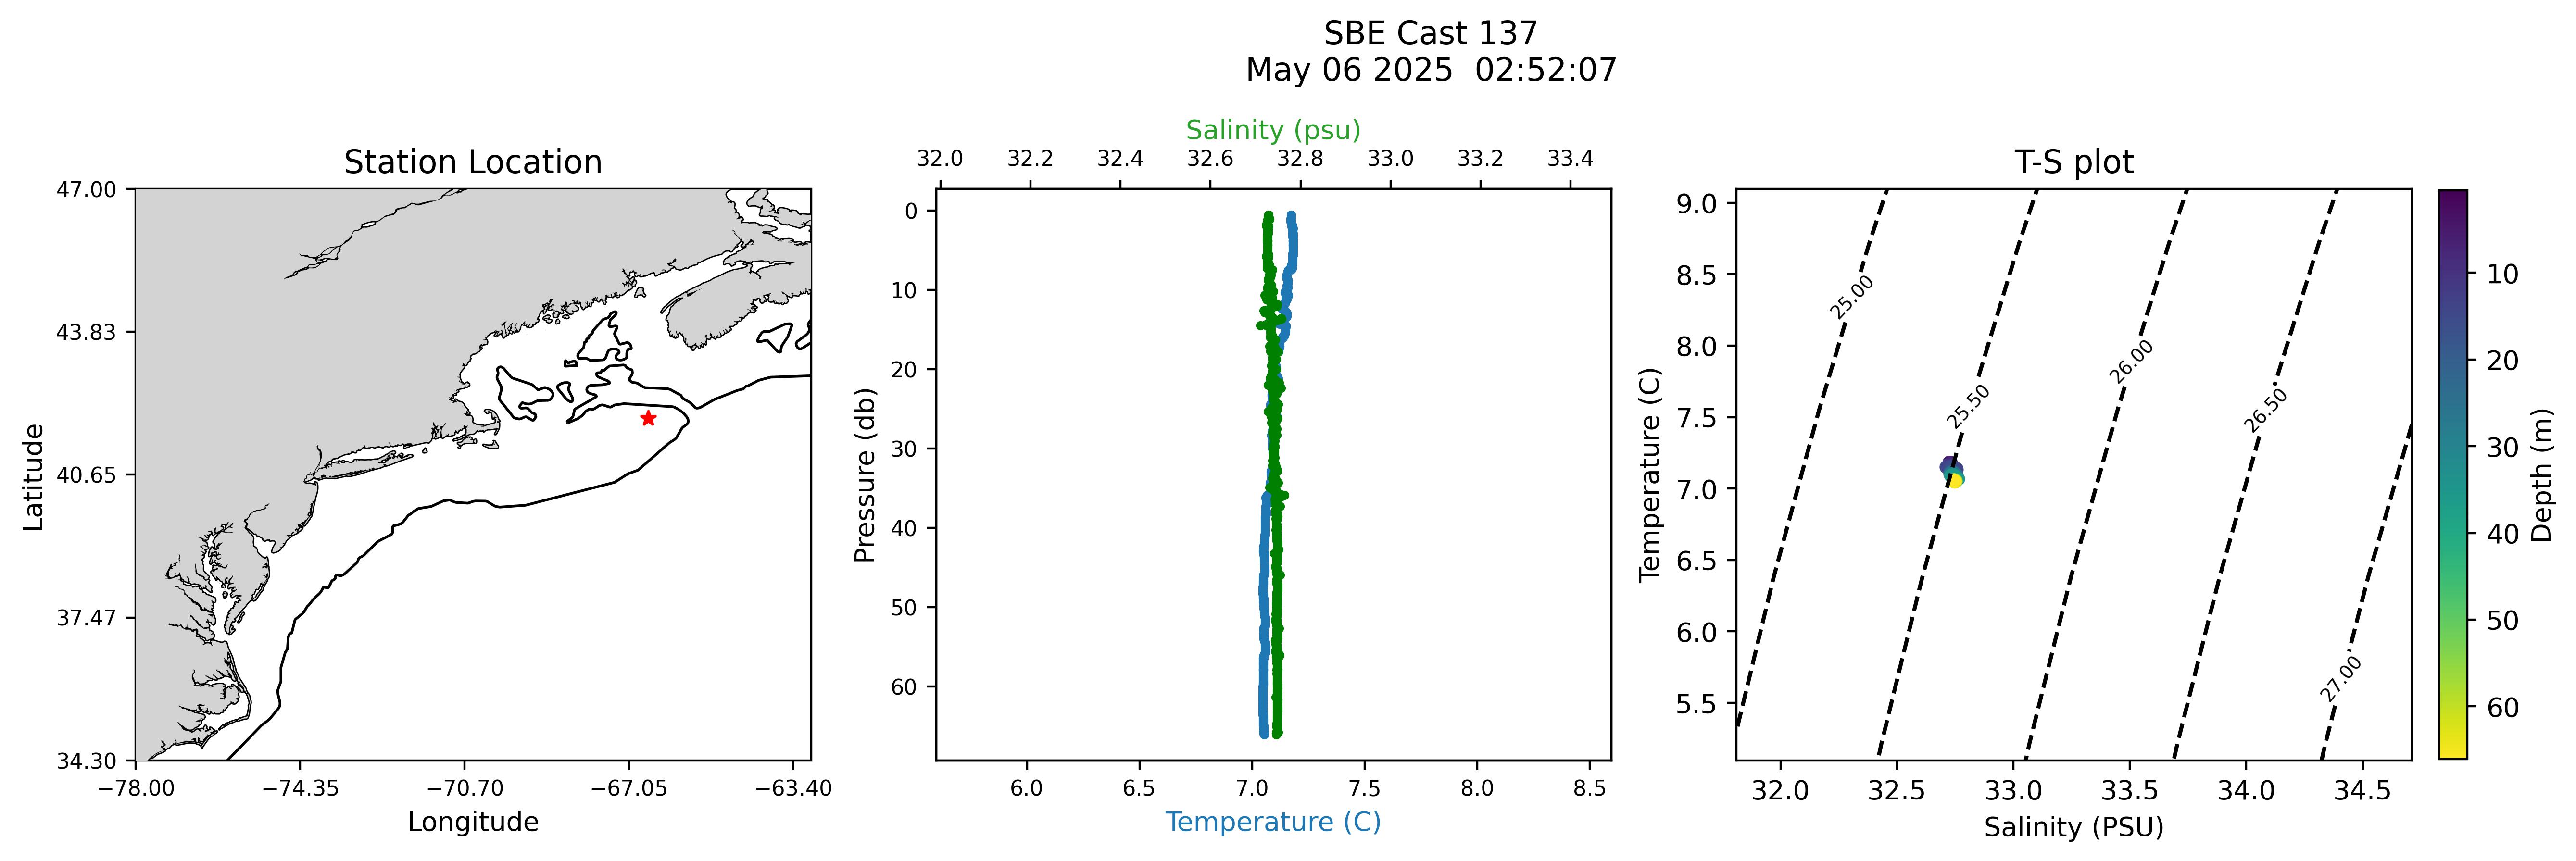 SBE Cast 137
May 06 2025  02:52:07
Station Location
47.00
43.83
40.65
37.47
34.30
Latitude
−78.00 −74.35 −70.70 −67.05 −63.40
Longitude
Salinity (psu)
32.0 32.2 32.4 32.6 32.8 33.0 33.2 33.4
0
10
20
30
40
50
60
Pressure (db)
6.0 6.5 7.0 7.5 8.0 8.5
Temperature (C)
T-S plot
9.0
8.5
8.0
7.5
7.0
6.5
6.0
5.5
Temperature (C)
25.00
25.50
26.00
26.50
27.00
32.0 32.5 33.0 33.5 34.0 34.5
Salinity (PSU)
10
20
30
40
50
60
Depth (m)